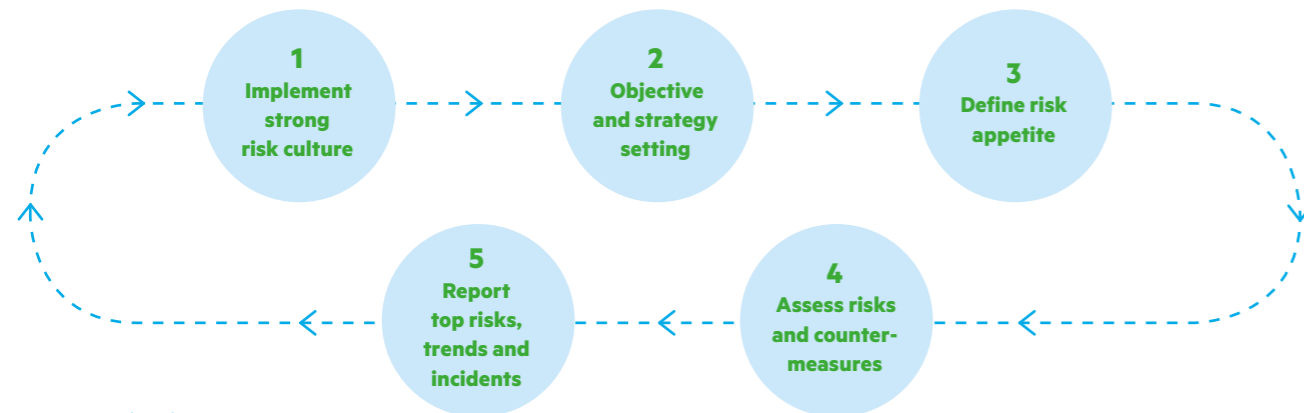 1
Implement
strong
risk culture
2
Objective
and strategy
setting
3
Define risk
appetite
4
Assess risks
and counter-
measures
5
Report
top risks,
trends and
incidents